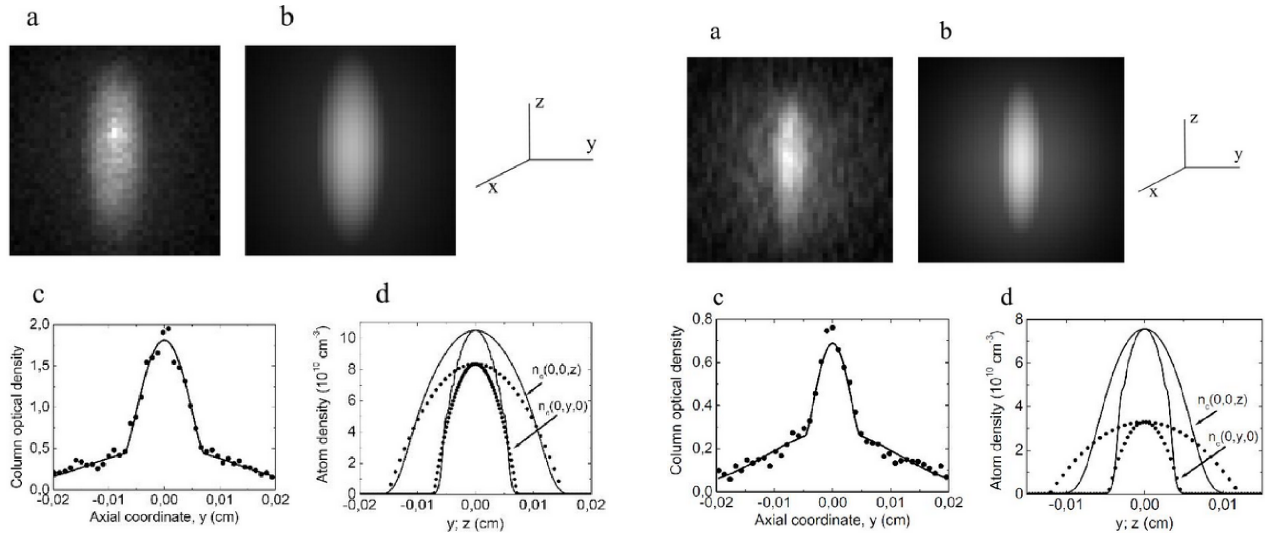 a
b
z
y
x
c
d
2,0
1,5
1,0
0,5
0,0
-0,02
-0,01
0,00
0,01
0,02
Column optical density
Axial coordinate, y (cm)
10
8
6
4
2
0
-0,02
-0,01
0,00
0,01
0,02
Atom density (10¹⁰ cm⁻³)
y; z (cm)
n_c(0,0,z)
n_c(0,y,0)
a
b
z
y
x
c
d
0,8
0,6
0,4
0,2
0,0
-0,02
-0,01
0,00
0,01
0,02
Column optical density
Axial coordinate, y (cm)
8
6
4
2
0
-0,01
0,00
0,01
Atom density (10¹⁰ cm⁻³)
y; z (cm)
n_c(0,0,z)
n_c(0,y,0)